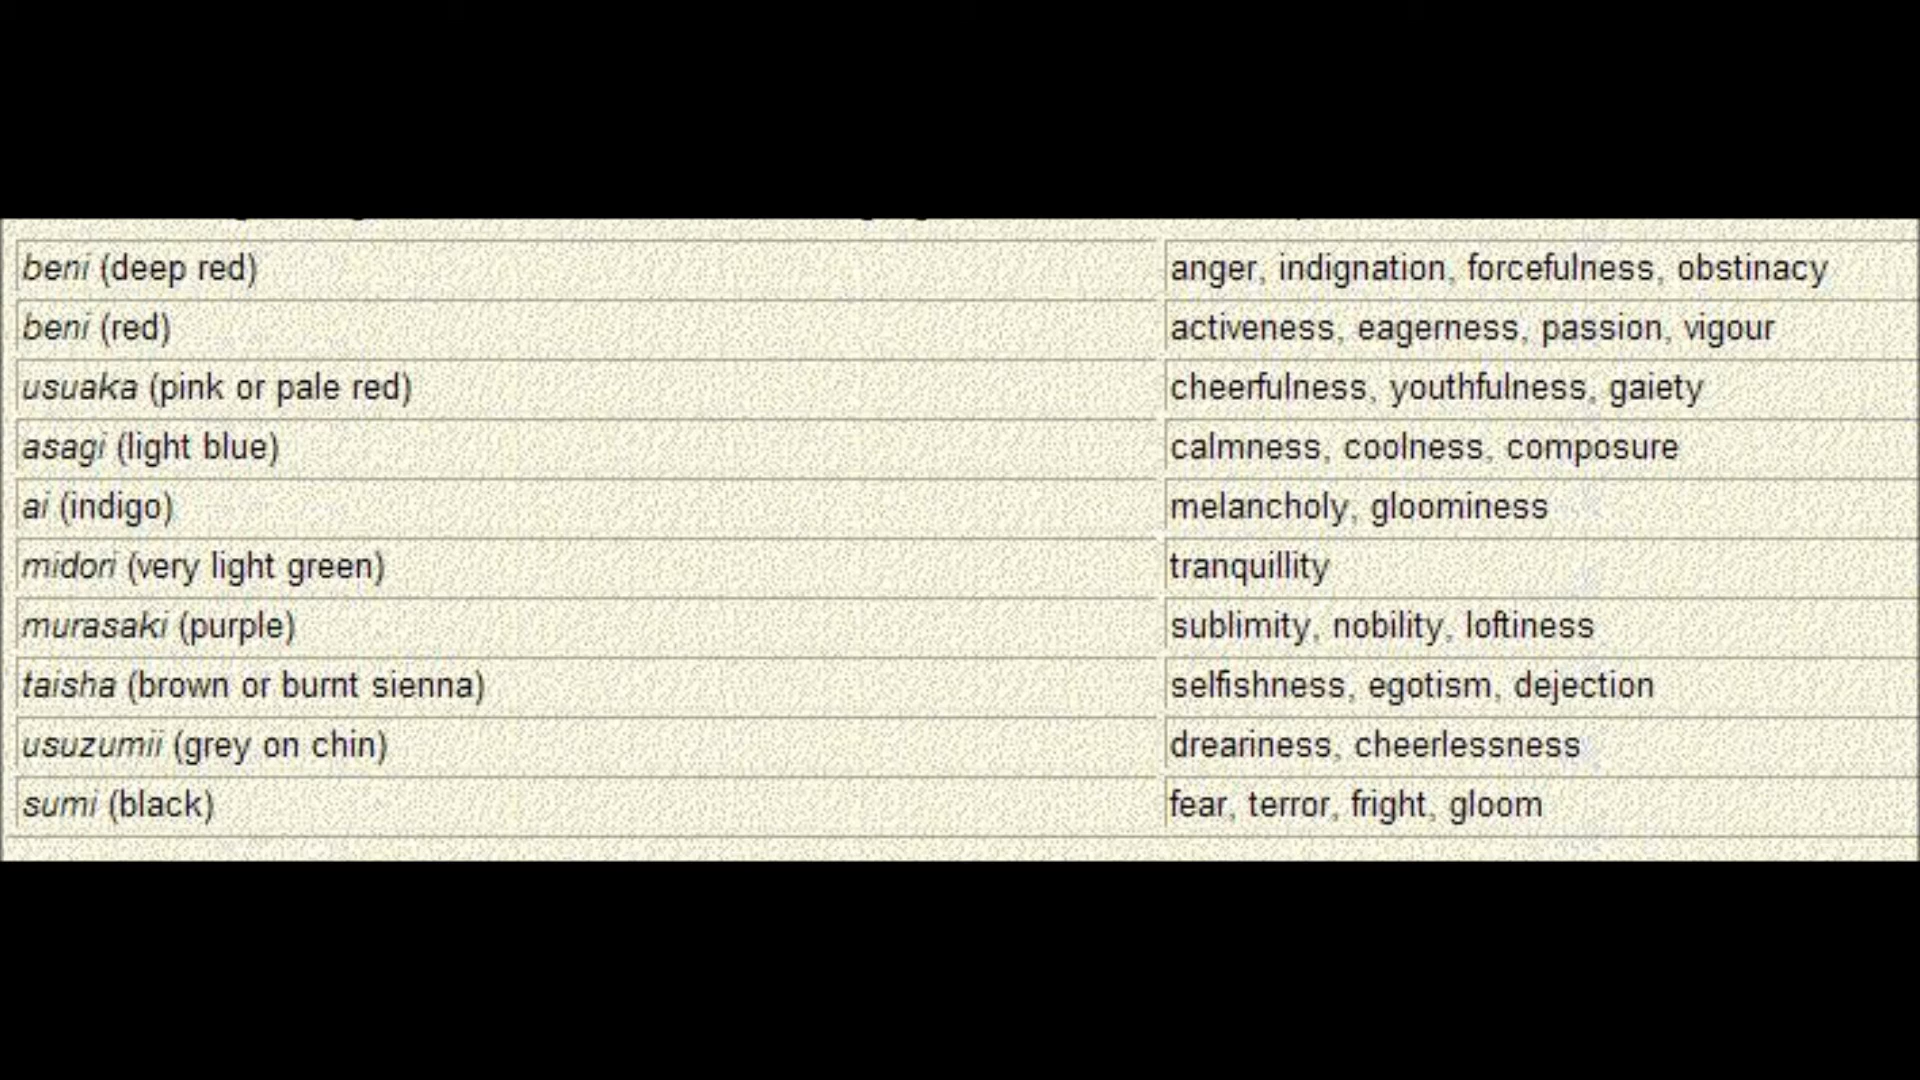 beni (deep red) anger, indignation, forcefulness, obstinacy
beni (red) activeness, eagerness, passion, vigour
usuaka (pink or pale red) cheerfulness, youthfulness, gaiety
asagi (light blue) calmness, coolness, composure
ai (indigo) melancholy, gloominess
midori (very light green) tranquillity
murasaki (purple) sublimity, nobility, loftiness
taisha (brown or burnt sienna) selfishness, egotism, dejection
usuzumii (grey on chin) dreariness, cheerlessness
sumi (black) fear, terror, fright, gloom